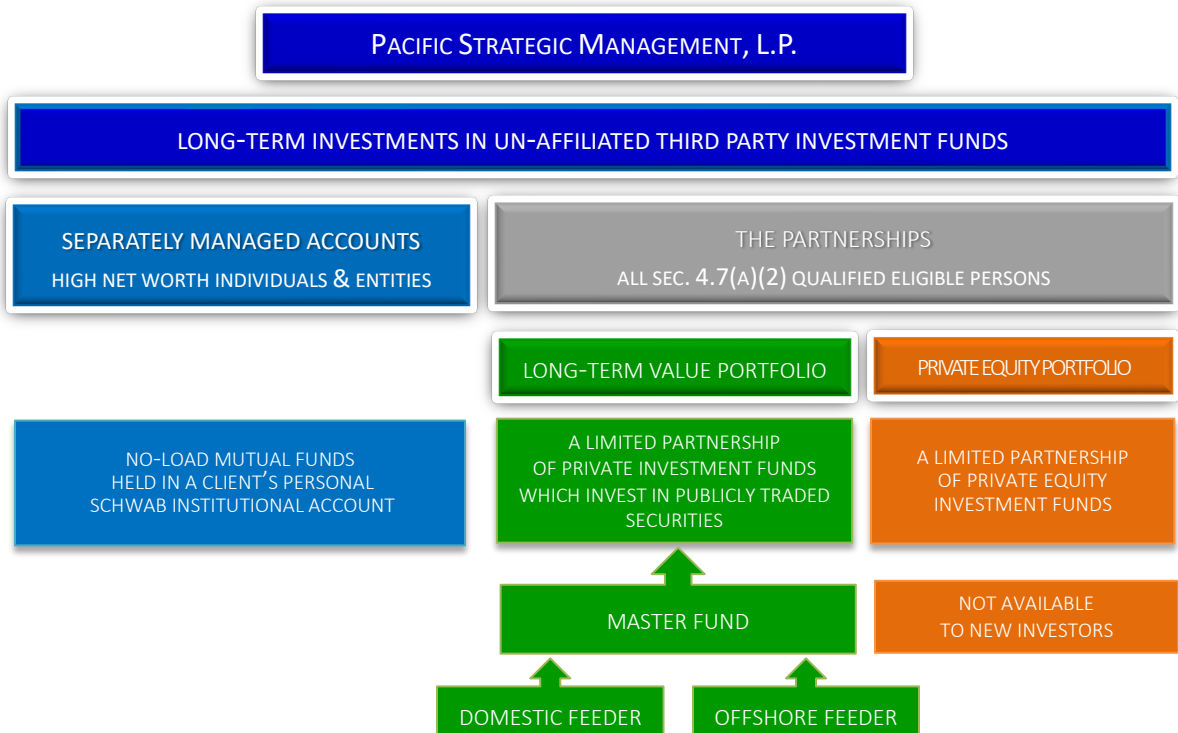 PACIFIC STRATEGIC MANAGEMENT, L.P.
LONG-TERM INVESTMENTS IN UN-AFFILIATED THIRD PARTY INVESTMENT FUNDS
SEPARATELY MANAGED ACCOUNTS
HIGH NET WORTH INDIVIDUALS & ENTITIES
THE PARTNERSHIPS
ALL SEC. 4.7(A)(2) QUALIFIED ELIGIBLE PERSONS
LONG-TERM VALUE PORTFOLIO
PRIVATE EQUITY PORTFOLIO
NO-LOAD MUTUAL FUNDS
HELD IN A CLIENT'S PERSONAL
SCHWAB INSTITUTIONAL ACCOUNT
A LIMITED PARTNERSHIP
OF PRIVATE INVESTMENT FUNDS
WHICH INVEST IN PUBLICLY TRADED
SECURITIES
A LIMITED PARTNERSHIP
OF PRIVATE EQUITY
INVESTMENT FUNDS
MASTER FUND
NOT AVAILABLE
TO NEW INVESTORS
DOMESTIC FEEDER
OFFSHORE FEEDER